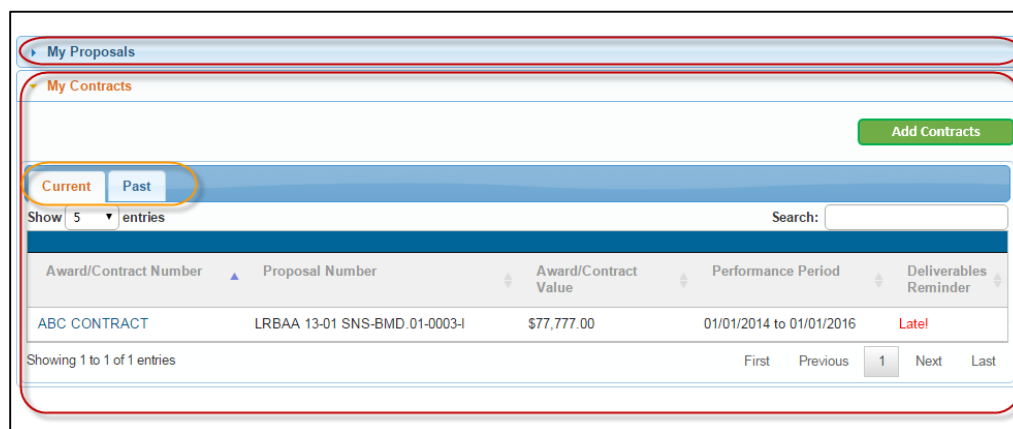 My Proposals
My Contracts
Add Contracts
Current Past
Show 5 entries Search:
Award/Contract Number Proposal Number Award/Contract Value Performance Period Deliverables Reminder
ABC CONTRACT LRBAA 13-01 SNS-BMD.01-0003-I $77,777.00 01/01/2014 to 01/01/2016 Late!
Showing 1 to 1 of 1 entries First Previous 1 Next Last